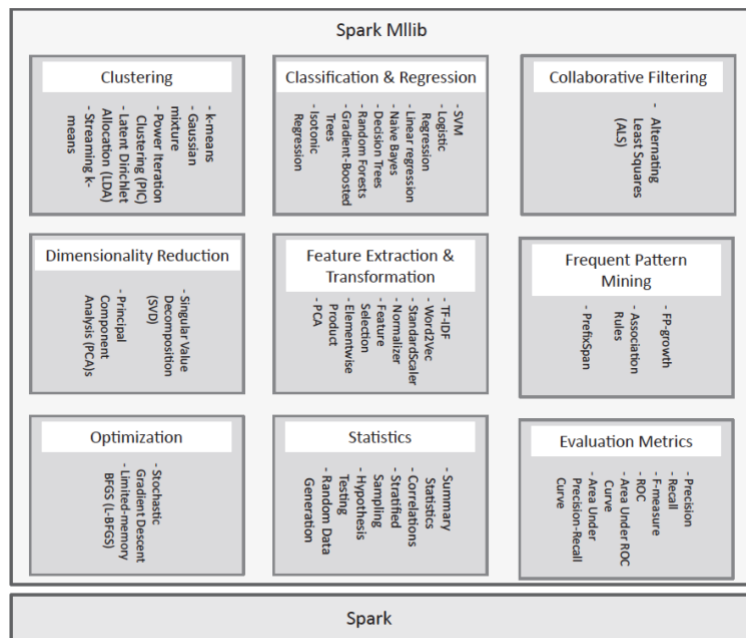 Spark Mllib
Clustering
- k-means
- Gaussian
mixture
- Power Iteration
Clustering (PIC)
- Latent Dirichlet
Allocation (LDA)
- Streaming k-
means
Classification & Regression
- SVM
- Logistic
Regression
- Linear regression
- Naive Bayes
- Decision Trees
- Random Forests
- Gradient-Boosted
Trees
- Isotonic
Regression
Collaborative Filtering
- Alternating
Least Squares
(ALS)
Dimensionality Reduction
- Singular Value
Decomposition
(SVD)
- Principal
Component
Analysis (PCA)s
Feature Extraction &
Transformation
- TF-IDF
- Word2Vec
- StandardScaler
- Normalizer
- Feature
Selection
- Elementwise
Product
- PCA
Frequent Pattern
Mining
- FP-growth
- Association
Rules
- PrefixSpan
Optimization
- Stochastic
Gradient Descent
- Limited-memory
BFGS (L-BFGS)
Statistics
- Summary
Statistics
- Correlations
- Stratified
Sampling
- Hypothesis
Testing
- Random Data
Generation
Evaluation Metrics
- Precision
- Recall
- F-measure
- ROC
- Area Under ROC
Curve
- Area Under
Precision-Recall
Curve
Spark